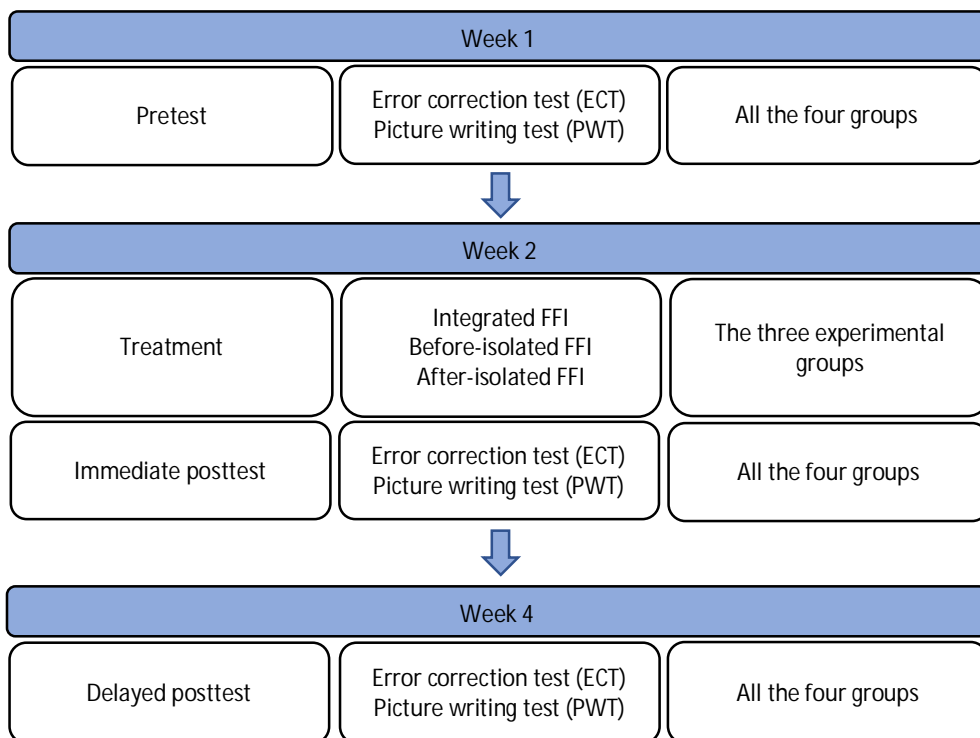 Week 1
Pretest
Error correction test (ECT)
Picture writing test (PWT)
All the four groups
Week 2
Treatment
Integrated FFI
Before-isolated FFI
After-isolated FFI
The three experimental
groups
Immediate posttest
Error correction test (ECT)
Picture writing test (PWT)
All the four groups
Week 4
Delayed posttest
Error correction test (ECT)
Picture writing test (PWT)
All the four groups